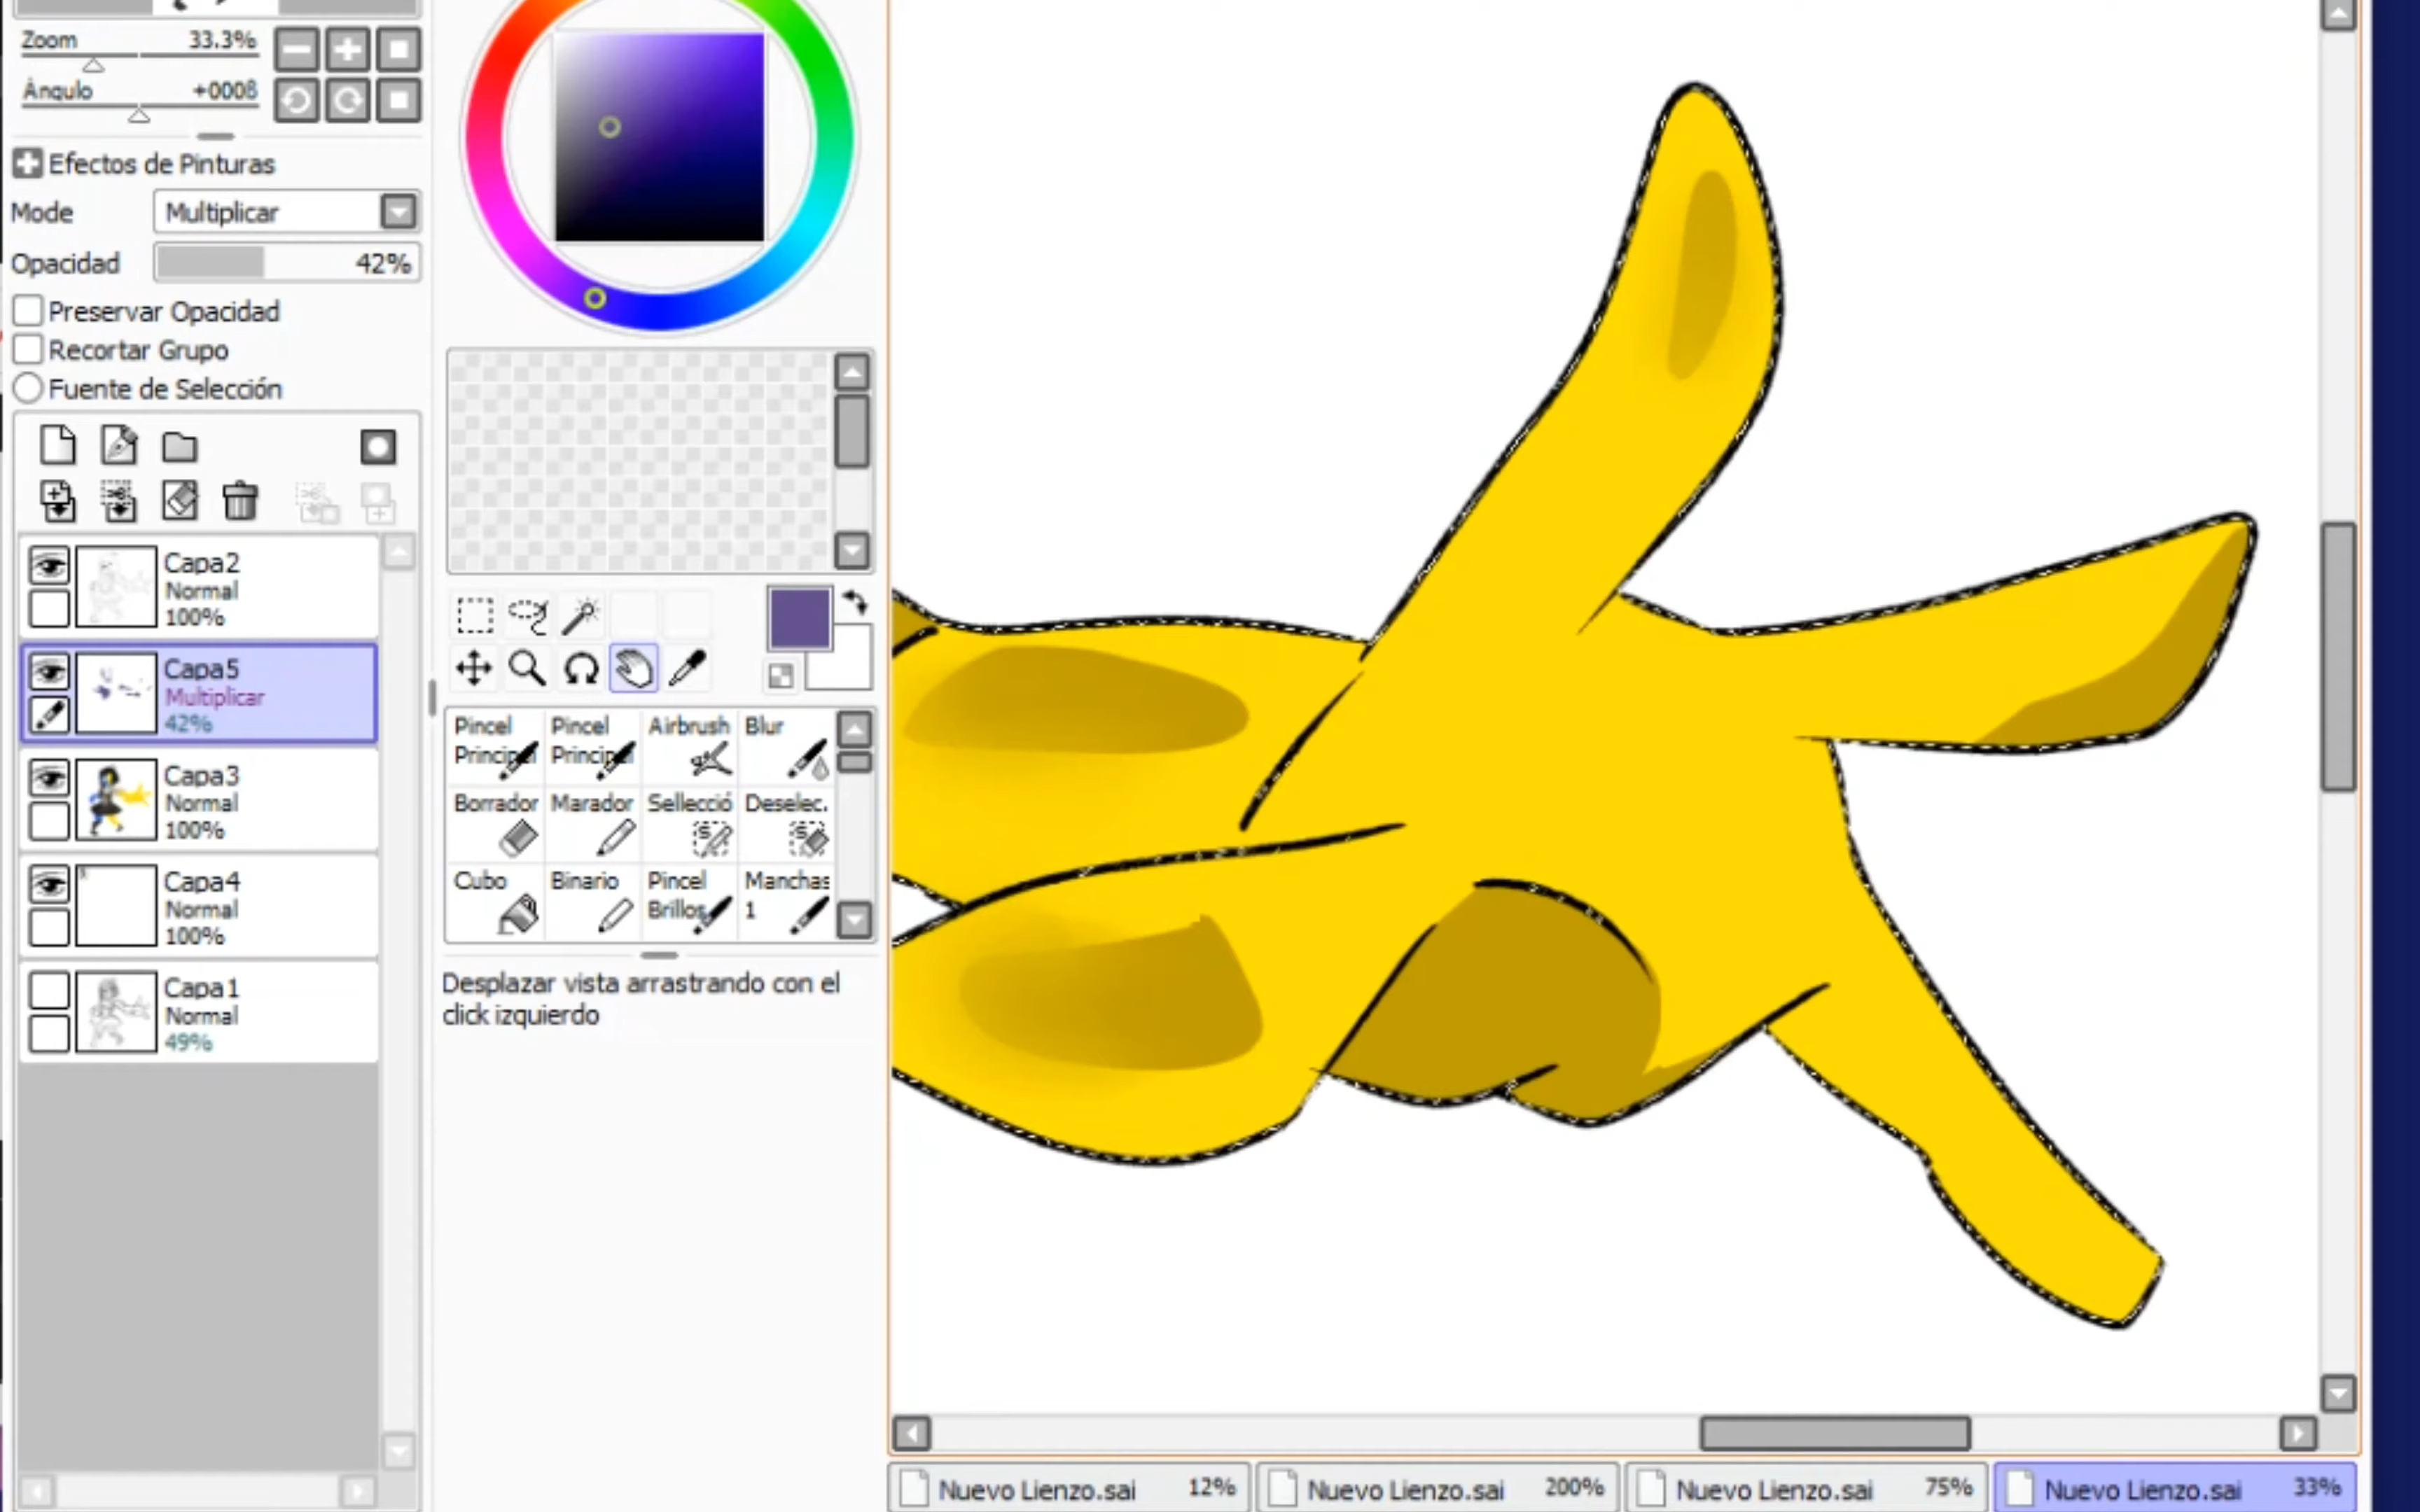 Zoom 33.3%
Ángulo +000ß
Efectos de Pinturas
Mode Multiplicar
Opacidad 42%
Preservar Opacidad
Recortar Grupo
Fuente de Selección
Capa2
Normal
100%
Capa5
Multiplicar
42%
Capa3
Normal
100%
Capa4
Normal
100%
Capa1
Normal
49%
Pincel Pincel Airbrush Blur
Principal Principal
Borrador Marador Sellecció Deselec.
Cubo Binario Pincel Manchas
Brillos 1
Desplazar vista arrastrando con el
click izquierdo
Nuevo Lienzo.sai 12% Nuevo Lienzo.sai 200% Nuevo Lienzo.sai 75% Nuevo Lienzo.sai 33%